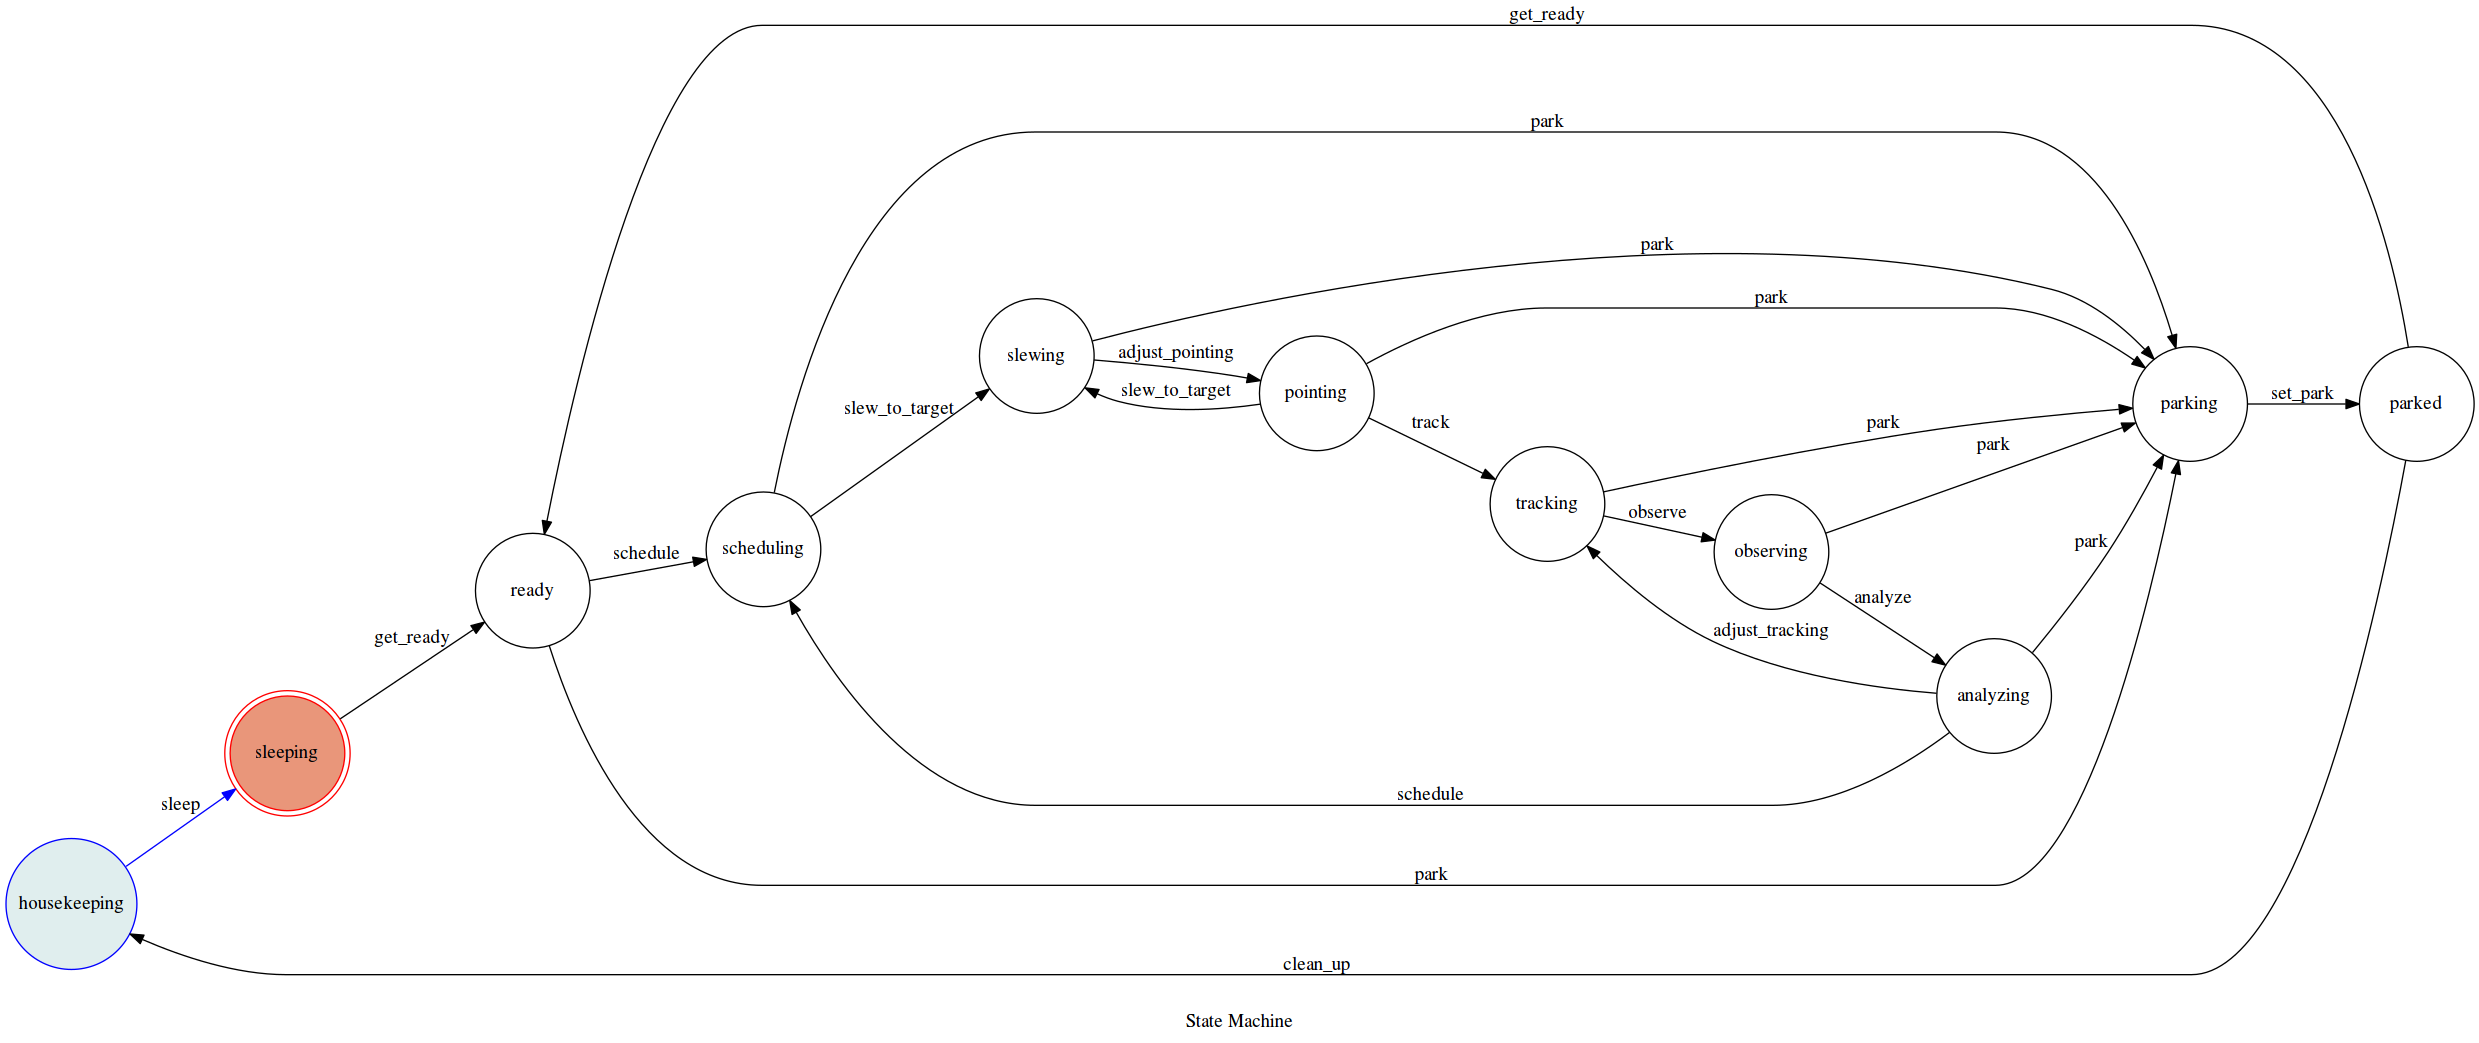 get_ready
park
park
park
slewing
adjust_pointing
slew_to_target
pointing
slew_to_target
track
park
park
parking
set_park
parked
tracking
observe
observing
park
schedule
scheduling
ready
get_ready
analyze
adjust_tracking
analyzing
sleeping
sleep
schedule
park
housekeeping
clean_up
State Machine